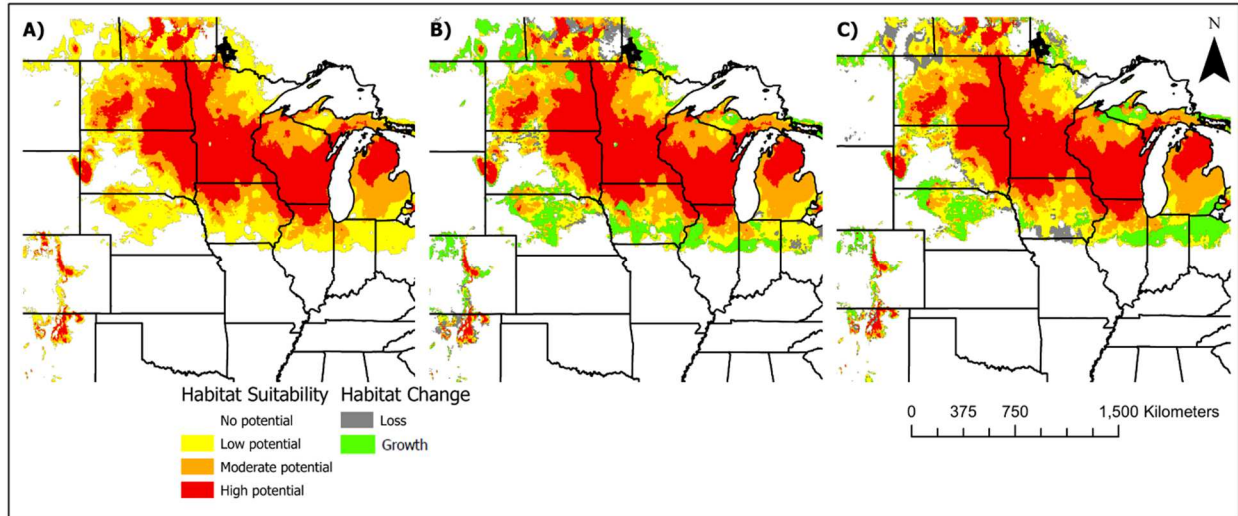 A)
B)
C)
N
Habitat Suitability
No potential
Low potential
Moderate potential
High potential
Habitat Change
Loss
Growth
0 375 750 1,500 Kilometers